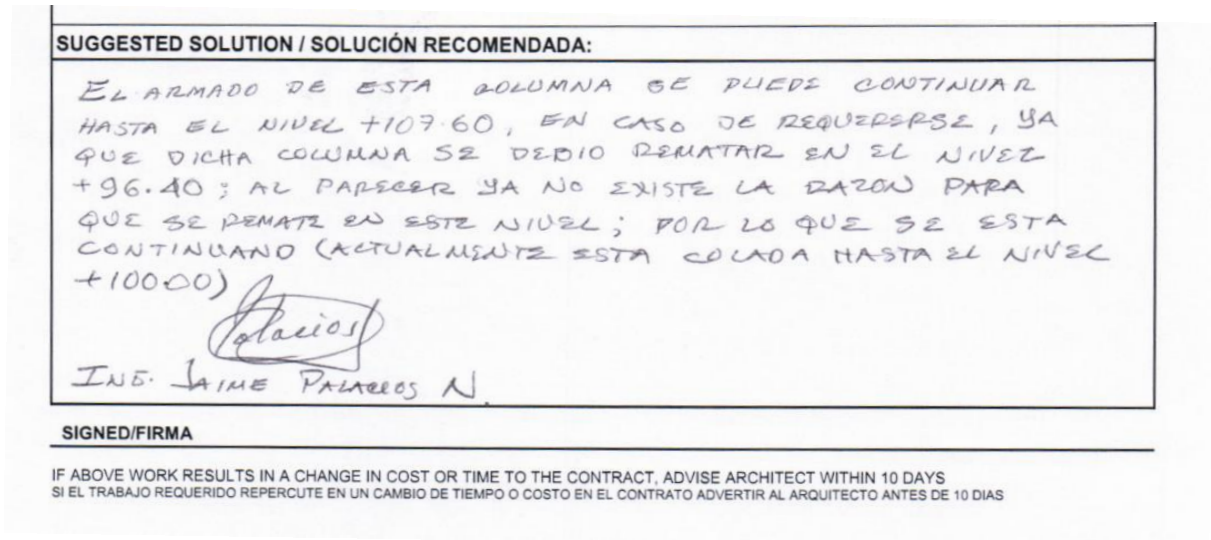 SUGGESTED SOLUTION / SOLUCIÓN RECOMENDADA:
EL ARMADO DE ESTA COLUMNA SE PUEDE CONTINUAR
HASTA EL NIVEL +107.60, EN CASO DE REQUERERSE, YA
QUE DICHA COLUMNA SE DEBIO REMATAR EN EL NIVEL
+96.40; AL PARECER YA NO EXISTE LA RAZON PARA
QUE SE REMATE EN ESTE NIVEL; POR LO QUE SE ESTA
CONTINUANO (ACTUALMENTE ESTA COLADA HASTA EL NIVEL
+100.00)
Palacios
ING. JAIME PALACIOS N.
SIGNED/FIRMA
IF ABOVE WORK RESULTS IN A CHANGE IN COST OR TIME TO THE CONTRACT, ADVISE ARCHITECT WITHIN 10 DAYS
SI EL TRABAJO REQUERIDO REPERCUTE EN UN CAMBIO DE TIEMPO O COSTO EN EL CONTRATO ADVERTIR AL ARQUITECTO ANTES DE 10 DIAS